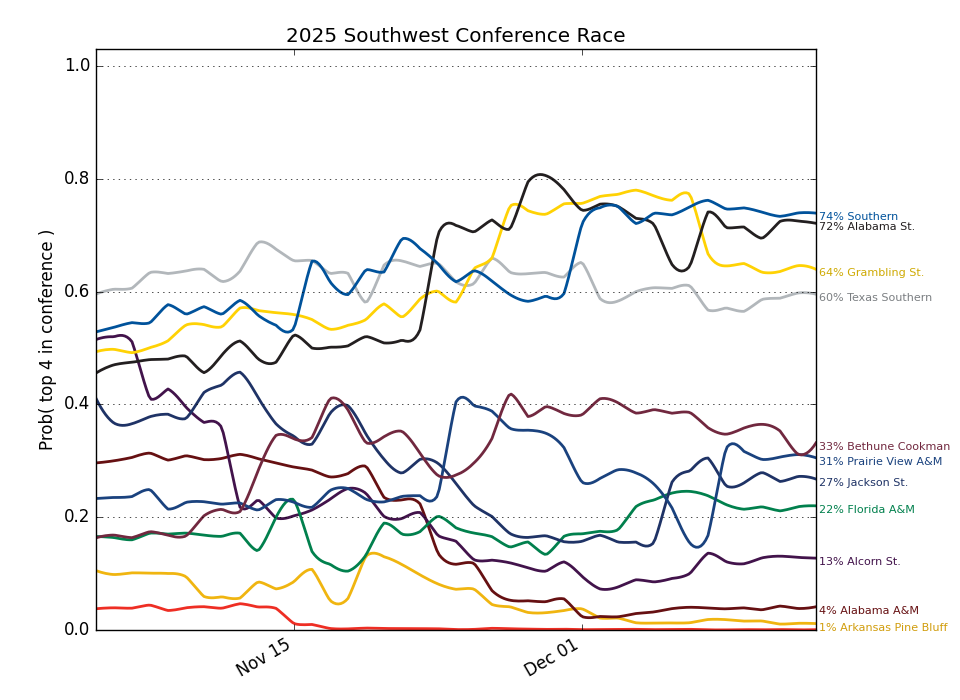 2025 Southwest Conference Race
Prob( top 4 in conference )
1.0
0.8
0.6
0.4
0.2
0.0
Nov 15
Dec 01
74% Southern
72% Alabama St.
64% Grambling St.
60% Texas Southern
33% Bethune Cookman
31% Prairie View A&M
27% Jackson St.
22% Florida A&M
13% Alcorn St.
4% Alabama A&M
1% Arkansas Pine Bluff